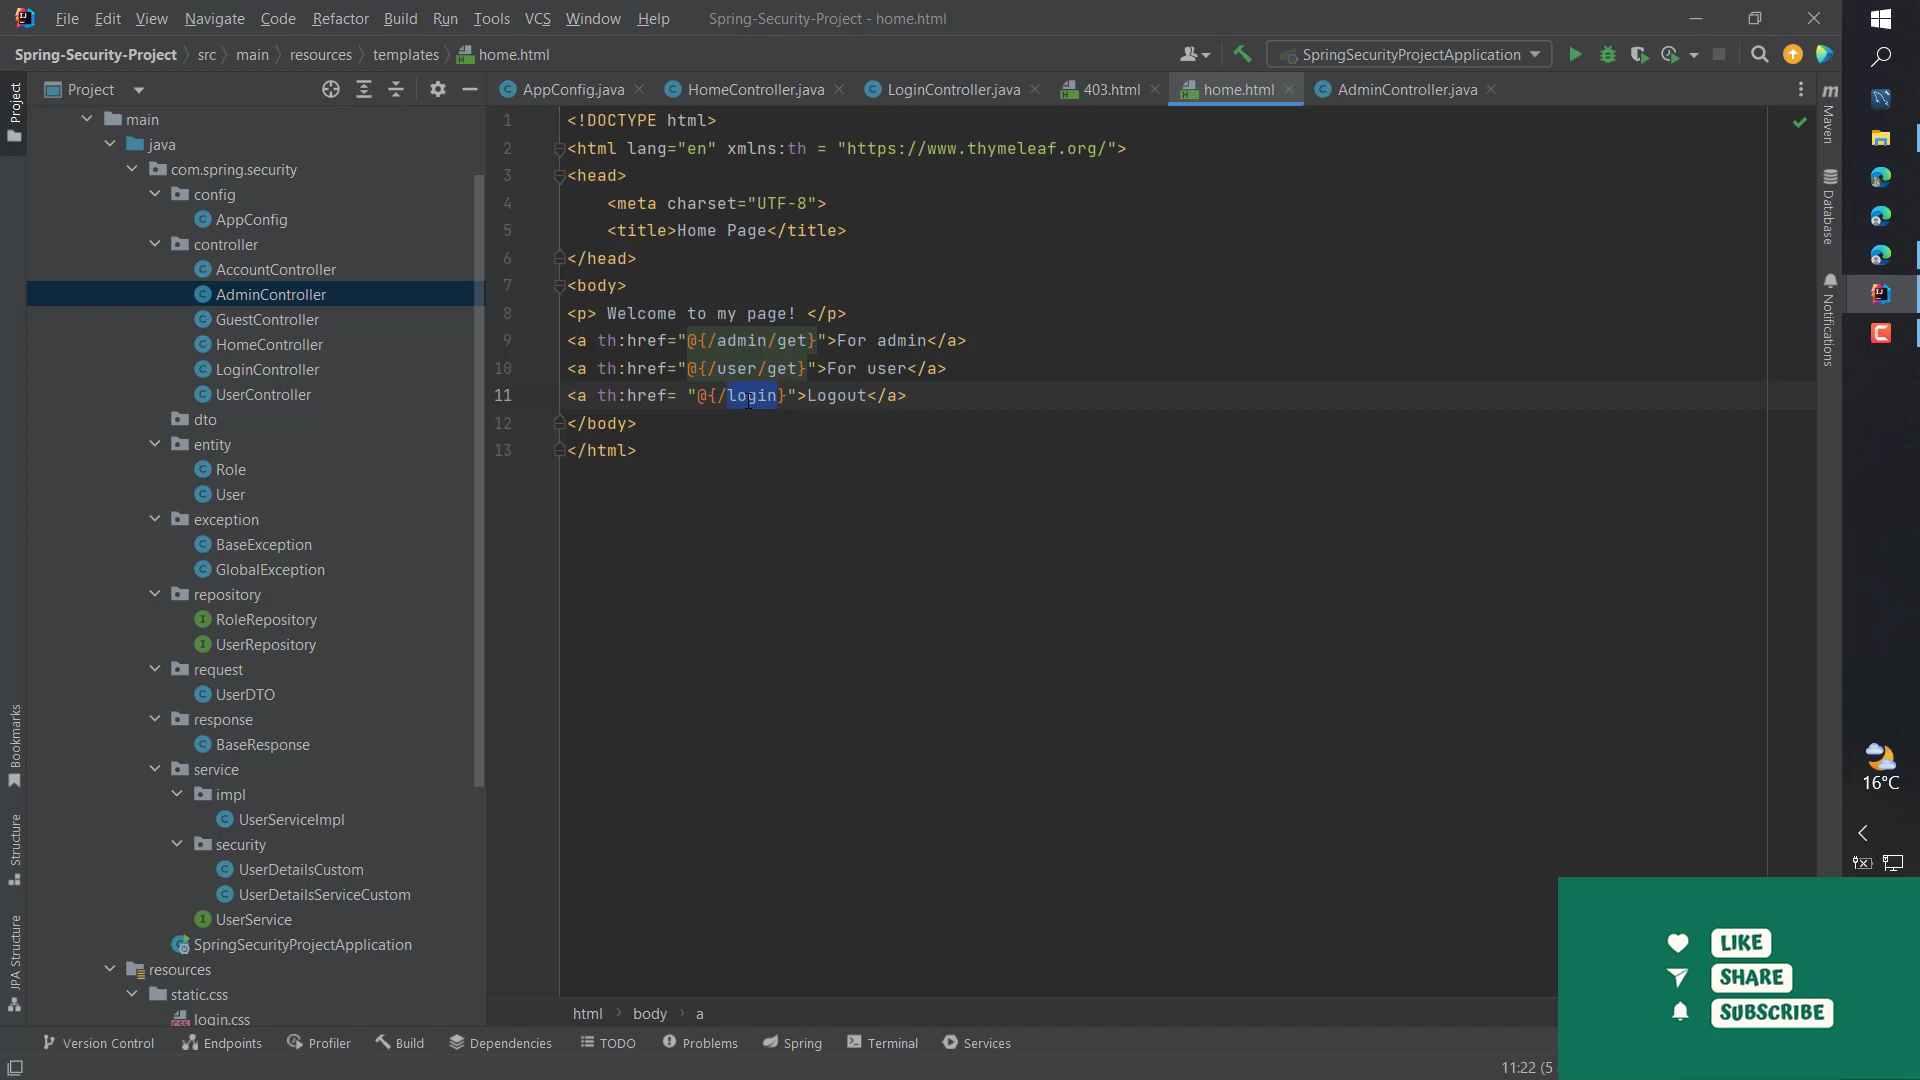 File Edit View Navigate Code Refactor Build Run Tools VCS Window Help Spring-Security-Project - home.html
Spring-Security-Project src main resources templates home.html SpringSecurityProjectApplication
Project AppConfig.java HomeController.java LoginController.java 403.html home.html AdminController.java
main
java
com.spring.security
config
AppConfig
controller
AccountController
AdminController
GuestController
HomeController
LoginController
UserController
dto
entity
Role
User
exception
BaseException
GlobalException
repository
RoleRepository
UserRepository
request
UserDTO
response
BaseResponse
service
impl
UserServiceImpl
security
UserDetailsCustom
UserDetailsServiceCustom
UserService
SpringSecurityProjectApplication
resources
static.css
login.css
Project
Bookmarks
Structure
JPA Structure
1 <!DOCTYPE html>
2 <html lang="en" xmlns:th = "https://www.thymeleaf.org/">
3 <head>
4 <meta charset="UTF-8">
5 <title>Home Page</title>
6 </head>
7 <body>
8 <p> Welcome to my page! </p>
9 <a th:href="@{/admin/get}">For admin</a>
10 <a th:href="@{/user/get}">For user</a>
11 <a th:href= "@{/login}">Logout</a>
12 </body>
13 </html>
m Maven
Database
Notifications
16°C
html body a
Version Control Endpoints Profiler Build Dependencies TODO Problems Spring Terminal Services
11:22 (5
LIKE
SHARE
SUBSCRIBE